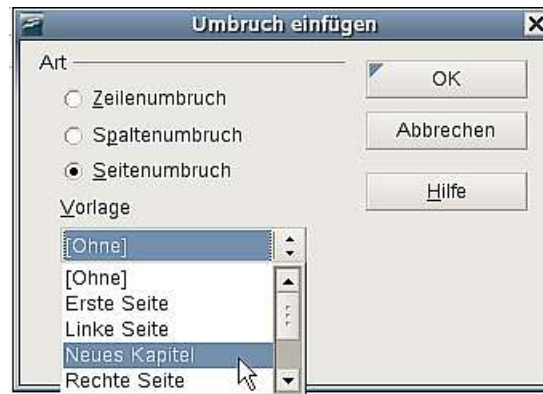 Umbruch einfügen
Art
Zeilenumbruch
Spaltenumbruch
Seitenumbruch
Vorlage
[Ohne]
[Ohne]
Erste Seite
Linke Seite
Neues Kapitel
Rechte Seite
OK
Abbrechen
Hilfe